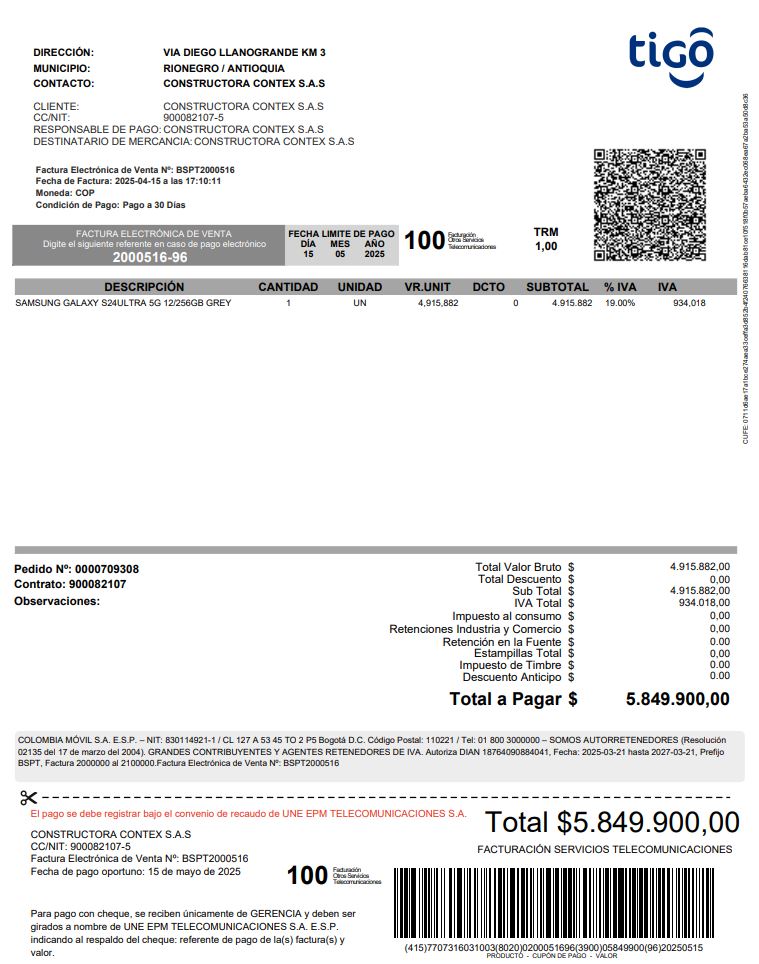 tigo
DIRECCIÓN: VIA DIEGO LLANOGRANDE KM 3
MUNICIPIO: RIONEGRO / ANTIOQUIA
CONTACTO: CONSTRUCTORA CONTEX S.A.S
CLIENTE: CONSTRUCTORA CONTEX S.A.S
CC/NIT: 900082107-5
RESPONSABLE DE PAGO: CONSTRUCTORA CONTEX S.A.S
DESTINATARIO DE MERCANCIA: CONSTRUCTORA CONTEX S.A.S
Factura Electrónica de Venta Nº: BSPT2000516
Fecha de Factura: 2025-04-15 a las 17:10:11
Moneda: COP
Condición de Pago: Pago a 30 Días
FACTURA ELECTRÓNICA DE VENTA
Digite el siguiente referente en caso de pago electrónico
2000516-96
FECHA LIMITE DE PAGO
DÍA MES AÑO
15 05 2025
100 Facturación
Otros Servicios
Telecomunicaciones
TRM
1,00
DESCRIPCIÓN CANTIDAD UNIDAD VR.UNIT DCTO SUBTOTAL % IVA IVA
SAMSUNG GALAXY S24ULTRA 5G 12/256GB GREY 1 UN 4,915,882 0 4.915.882 19.00% 934,018
Pedido Nº: 0000709308
Contrato: 900082107
Observaciones:
Total Valor Bruto $ 4.915.882,00
Total Descuento $ 0,00
Sub Total $ 4.915.882,00
IVA Total $ 934.018,00
Impuesto al consumo $ 0,00
Retenciones Industria y Comercio $ 0,00
Retención en la Fuente $ 0.00
Estampillas Total $ 0,00
Impuesto de Timbre $ 0.00
Descuento Anticipo $ 0.00
Total a Pagar $ 5.849.900,00
COLOMBIA MÓVIL S.A. E.S.P. – NIT: 830114921-1 / CL 127 A 53 45 TO 2 P5 Bogotá D.C. Código Postal: 110221 / Tel: 01 800 3000000 – SOMOS AUTORRETENEDORES (Resolución
02135 del 17 de marzo del 2004). GRANDES CONTRIBUYENTES Y AGENTES RETENEDORES DE IVA. Autoriza DIAN 18764090884041, Fecha: 2025-03-21 hasta 2027-03-21, Prefijo
BSPT, Factura 2000000 al 2100000.Factura Electrónica de Venta Nº: BSPT2000516
El pago se debe registrar bajo el convenio de recaudo de UNE EPM TELECOMUNICACIONES S.A.
Total $5.849.900,00
CONSTRUCTORA CONTEX S.A.S
CC/NIT: 900082107-5
Factura Electrónica de Venta Nº: BSPT2000516
Fecha de pago oportuno: 15 de mayo de 2025
FACTURACIÓN SERVICIOS TELECOMUNICACIONES
100 Facturación
Otros Servicios
Telecomunicaciones
Para pago con cheque, se reciben únicamente de GERENCIA y deben ser
girados a nombre de UNE EPM TELECOMUNICACIONES S.A. E.S.P.
indicando al respaldo del cheque: referente de pago de la(s) factura(s) y
valor.
(415)7707316031003(8020)0200051696(3900)05849900(96)20250515
PRODUCTO - CUPÓN DE PAGO - VALOR
CUFE: